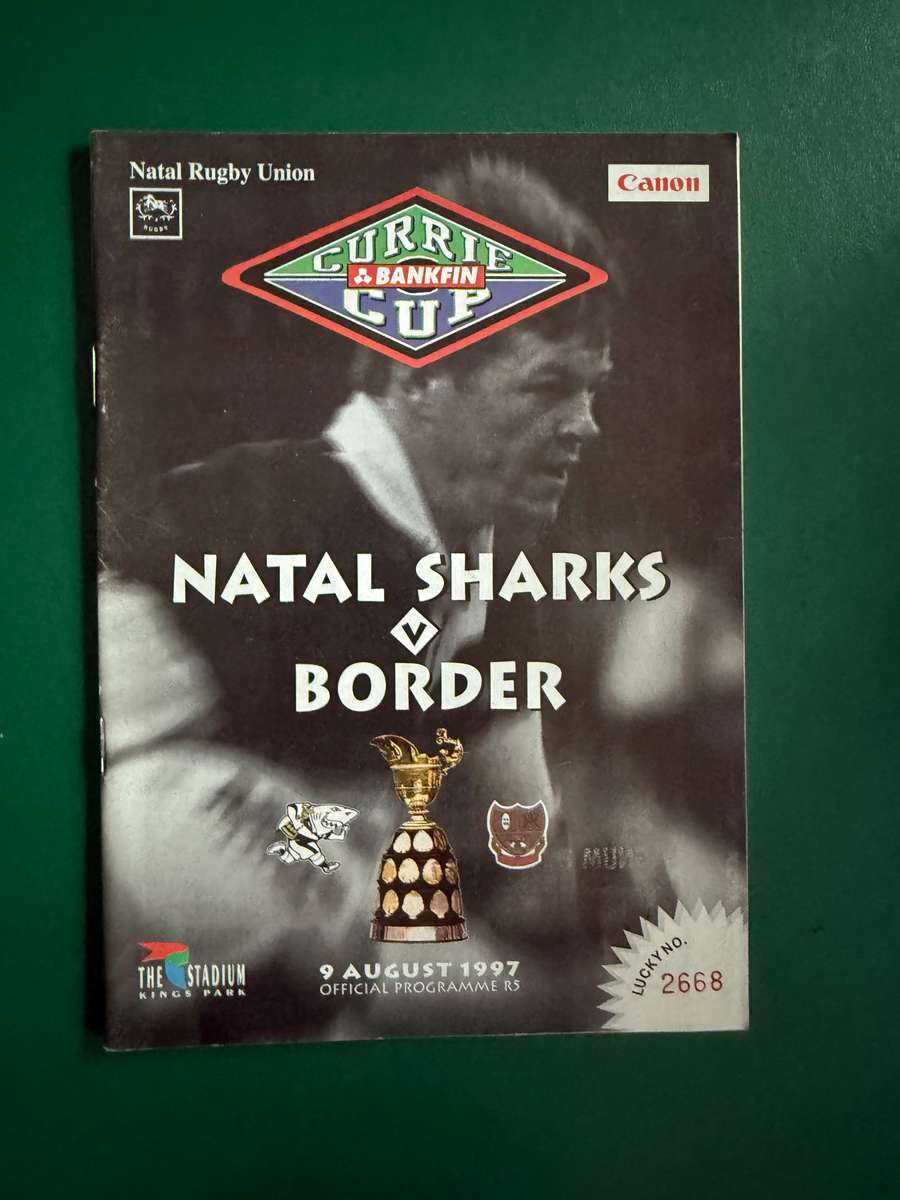 Natal Rugby Union
RUGBY
Canon
CURRIE
BANKFIN
CUP
NATAL SHARKS
V
BORDER
THE STADIUM
KINGS PARK
9 AUGUST 1997
OFFICIAL PROGRAMME R5
LUCKY NO.
2668